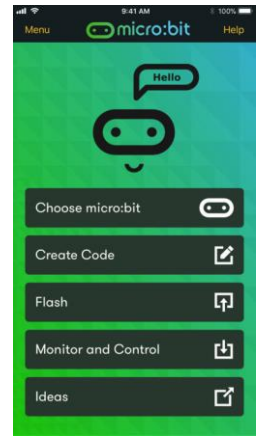 9:41 AM 100%
Menu micro:bit Help
Hello
Choose micro:bit
Create Code
Flash
Monitor and Control
Ideas